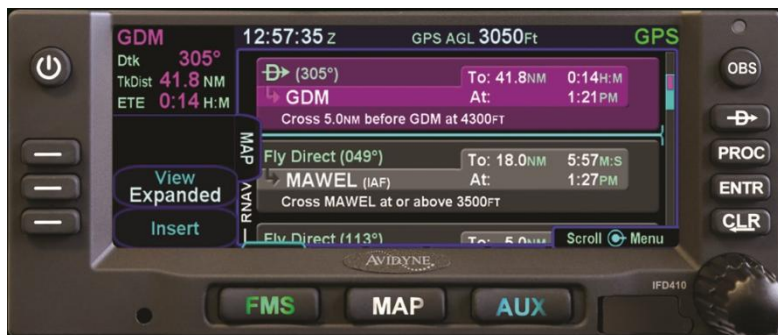 GDM
Dtk 305°
TkDist 41.8 NM
ETE 0:14 H:M
12:57:35 Z GPS AGL 3050Ft GPS
D (305°) To: 41.8NM 0:14H:M
GDM At: 1:21PM
Cross 5.0NM before GDM at 4300FT
Fly Direct (049°) To: 18.0NM 5:57M:S
MAWEL (IAF) At: 1:27PM
Cross MAWEL at or above 3500FT
Fly Direct (113°) To: 5.0NM
Scroll Menu
MAP
RNAV
View
Expanded
Insert
OBS
D
PROC
ENTR
CLR
AVIDYNE
IFD410
FMS MAP AUX